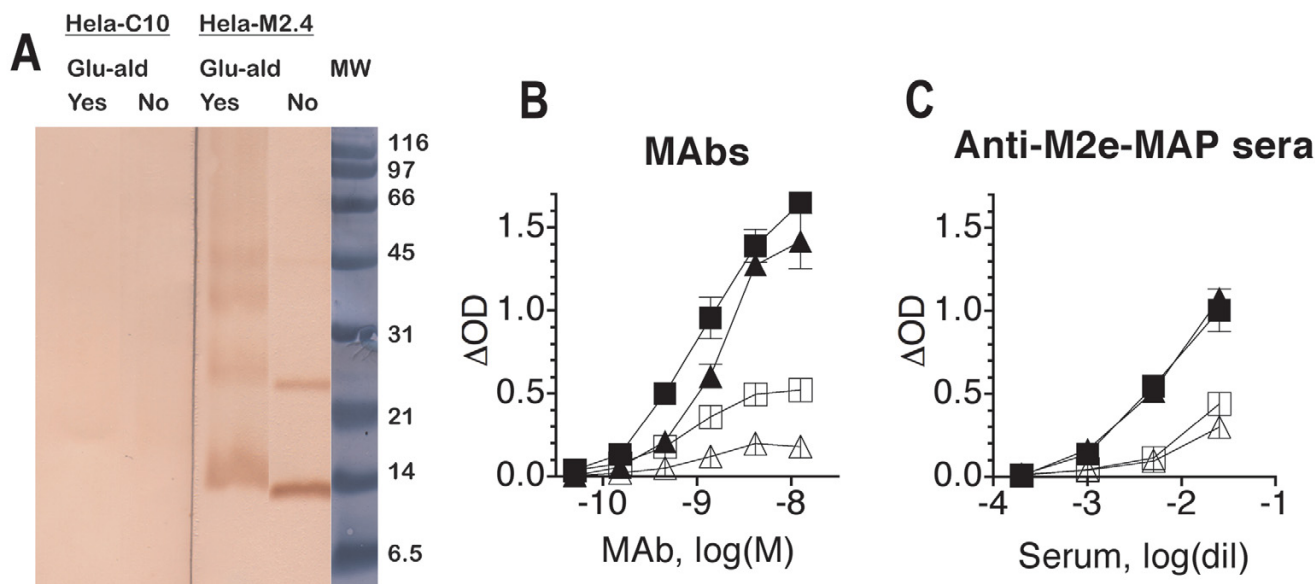 A
Hela-C10 Hela-M2.4
Glu-ald Glu-ald MW
Yes No Yes No
116
97
66
45
31
21
14
6.5
B
MAbs
ΔOD
1.5
1.0
0.5
0.0
-10 -9 -8
MAb, log(M)
C
Anti-M2e-MAP sera
ΔOD
1.5
1.0
0.5
0.0
-4 -3 -2 -1
Serum, log(dil)